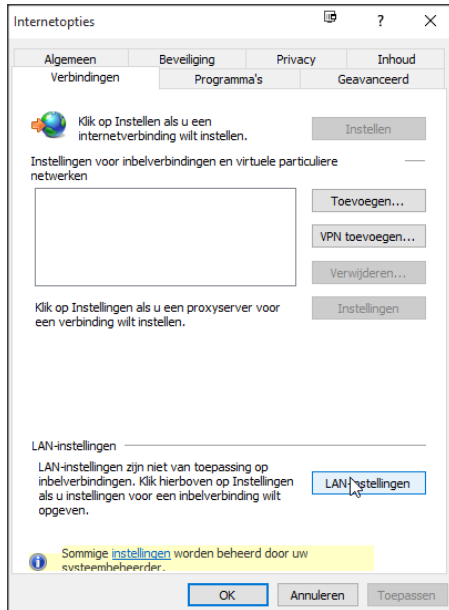 Internetopties ? X
Algemeen Beveiliging Privacy Inhoud
Verbindingen Programma's Geavanceerd
Klik op Instellen als u een
internetverbinding wilt instellen.
Instellen
Instellingen voor inbelverbindingen en virtuele particuliere
netwerken
Toevoegen...
VPN toevoegen...
Verwijderen...
Klik op Instellingen als u een proxyserver voor
een verbinding wilt instellen.
Instellingen
LAN-instellingen
LAN-instellingen zijn niet van toepassing op
inbelverbindingen. Klik hierboven op Instellingen
als u instellingen voor een inbelverbinding wilt
opgeven.
LAN-instellingen
Sommige instellingen worden beheerd door uw
systeembeheerder.
OK Annuleren Toepassen